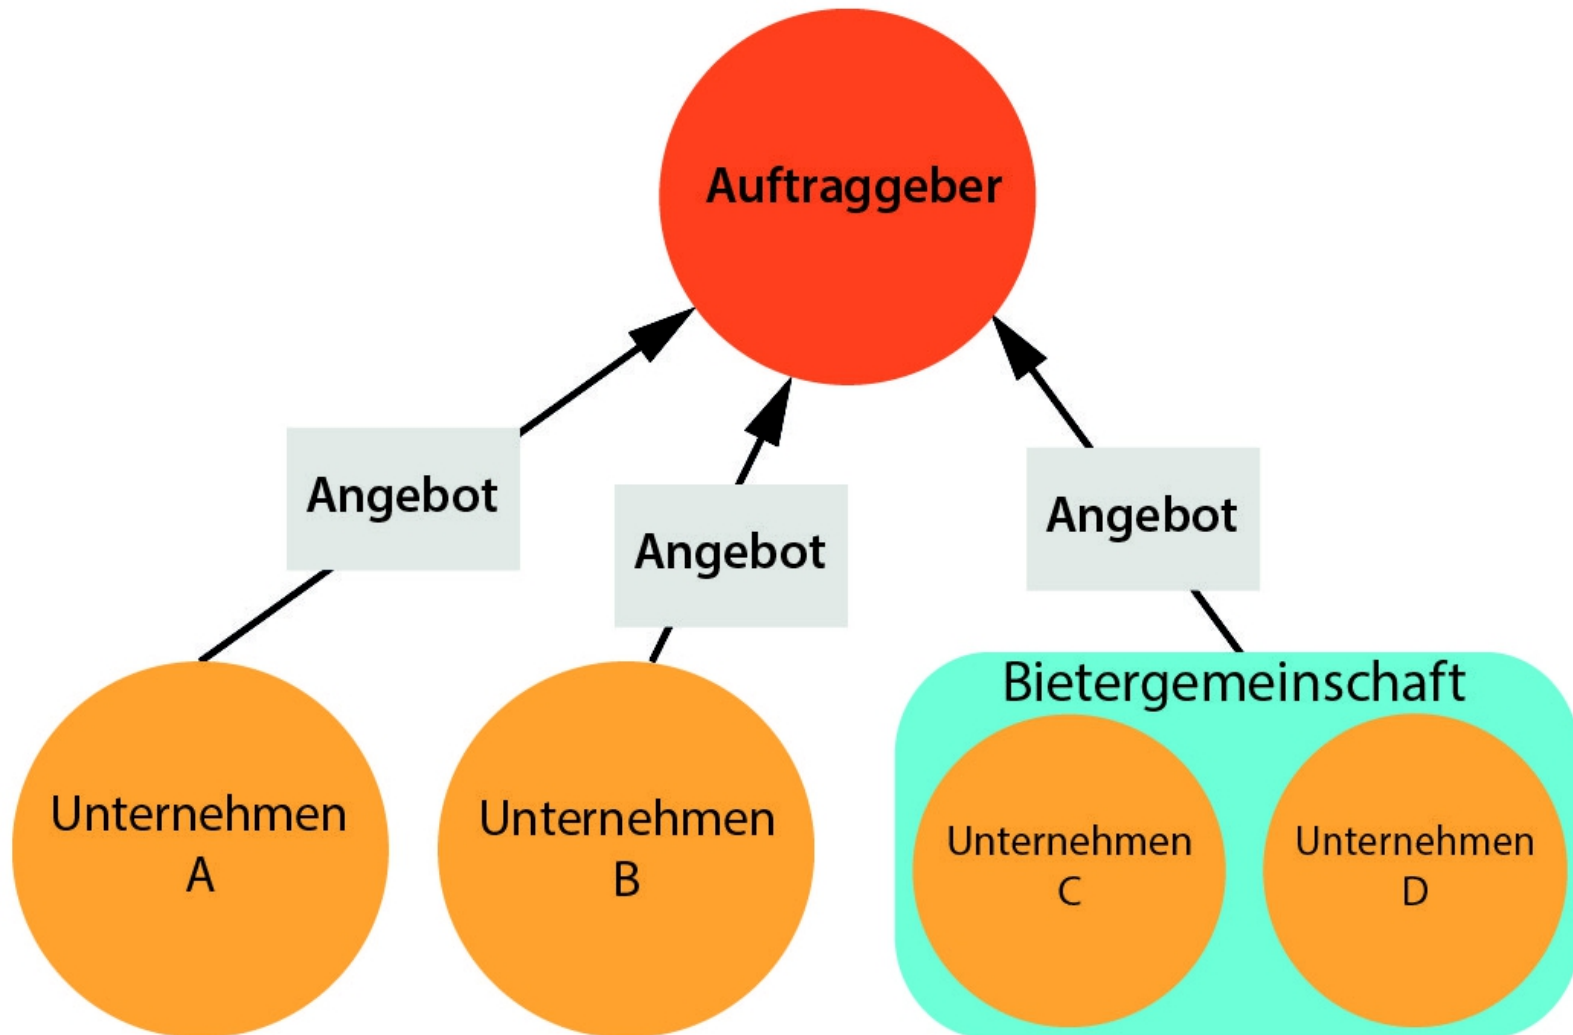 Auftraggeber
Angebot
Angebot
Angebot
Bietergemeinschaft
Unternehmen
A
Unternehmen
B
Unternehmen
C
Unternehmen
D